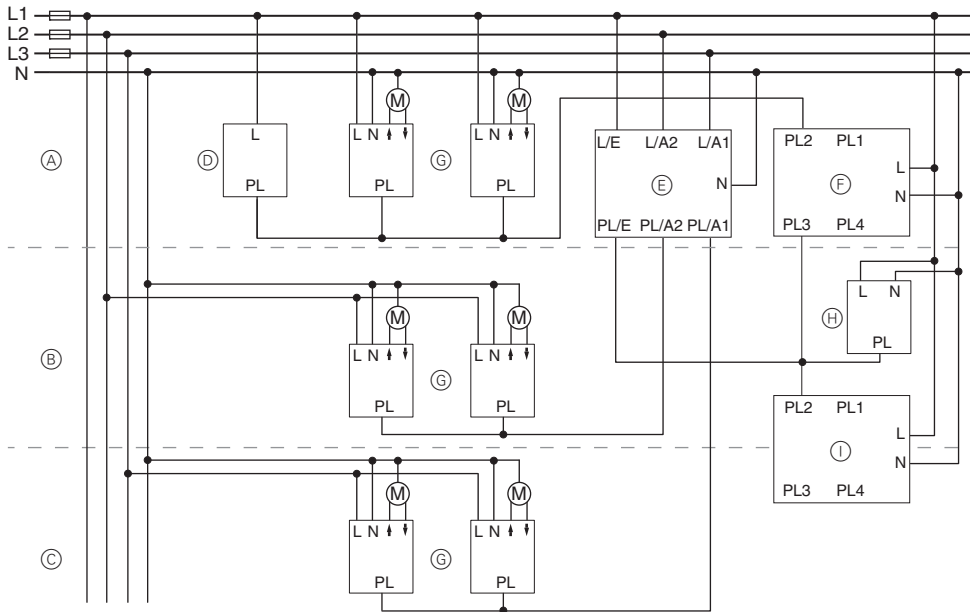 L1
L2
L3
N
M M
L L N L N L/E L/A2 L/A1 PL2 PL1
A D G E F L
N N
PL PL PL PL/E PL/A2 PL/A1 PL3 PL4
L N
M M H
B L N L N PL
G
PL PL PL2 PL1
L
I N
M M PL3 PL4
L N L N
C G
PL PL